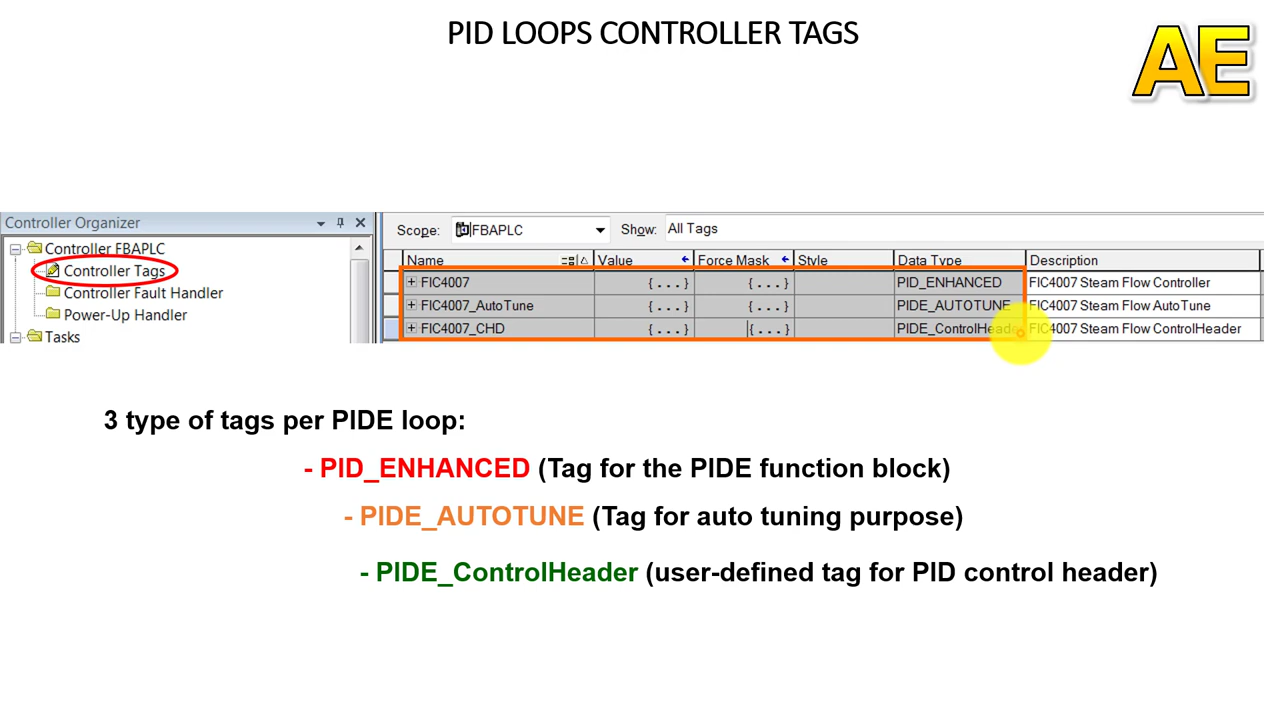 PID LOOPS CONTROLLER TAGS
AE
Controller Organizer
Controller FBAPLC
Controller Tags
Controller Fault Handler
Power-Up Handler
Tasks
Scope: FBAPLC Show: All Tags
Name Value Force Mask Style Data Type Description
FIC4007 {...} {...} PID_ENHANCED FIC4007 Steam Flow Controller
FIC4007_AutoTune {...} {...} PIDE_AUTOTUNE FIC4007 Steam Flow AutoTune
FIC4007_CHD {...} {...} PIDE_ControlHeader FIC4007 Steam Flow ControlHeader
3 type of tags per PIDE loop:
- PID_ENHANCED (Tag for the PIDE function block)
- PIDE_AUTOTUNE (Tag for auto tuning purpose)
- PIDE_ControlHeader (user-defined tag for PID control header)